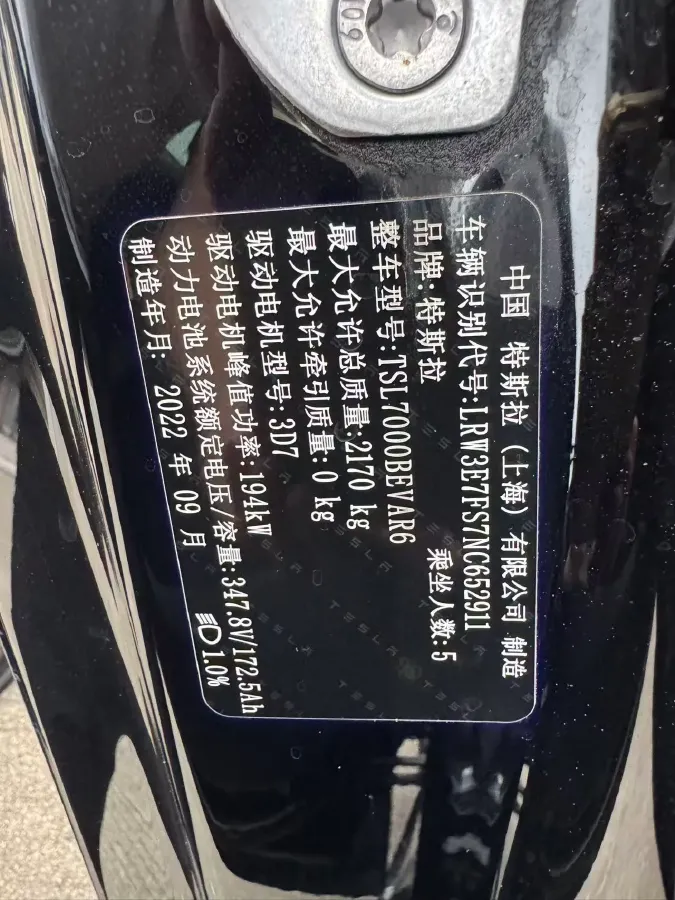 10.9
中国 特斯拉(上海)有限公司 制造
车辆识别代号:LRW3E7FS7NC652911
品牌:特斯拉 乘坐人数:5
整车型号:TSL7000BEVAR6
最大允许总质量:2170 kg
最大允许牵引质量:0 kg
驱动电机型号:3D7
驱动电机峰值功率:194kW
动力电池系统额定电压/容量:347.8V/172.5Ah
制造年月: 2022 年 09 月 1.0%
TESLA